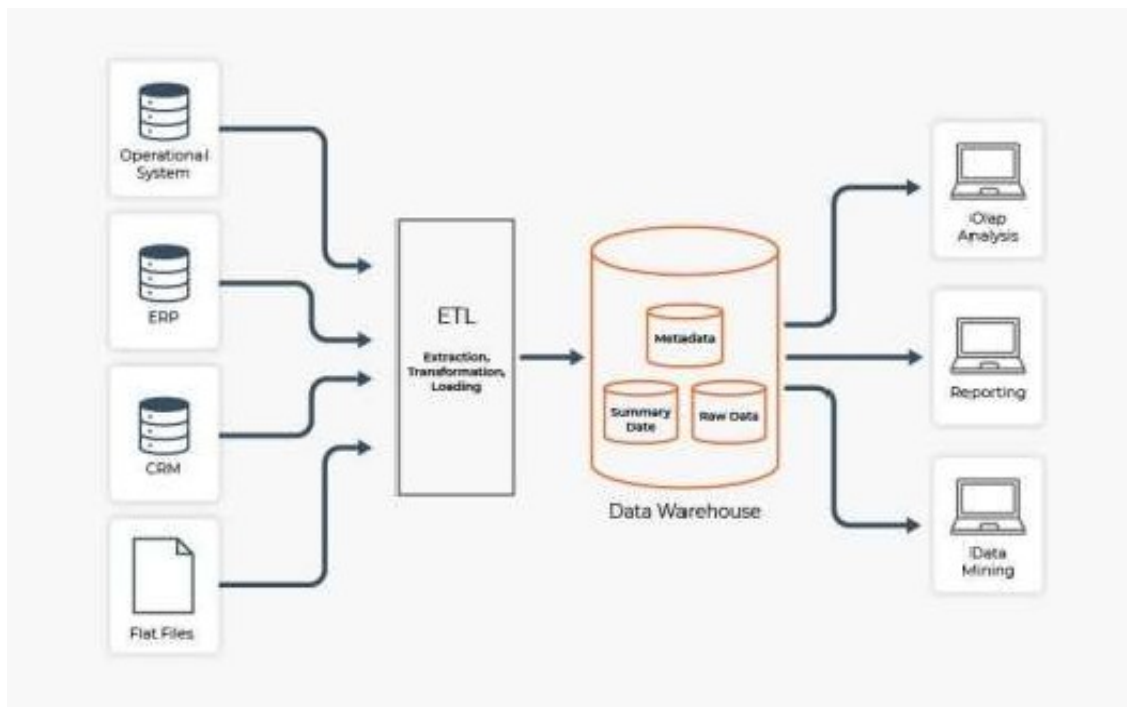 Operational
System
ERP
CRM
Flat Files
ETL
Extraction,
Transformation,
Loading
Metadata
Summary
Date
Raw Data
Data Warehouse
Olap
Analysis
Reporting
Data
Mining